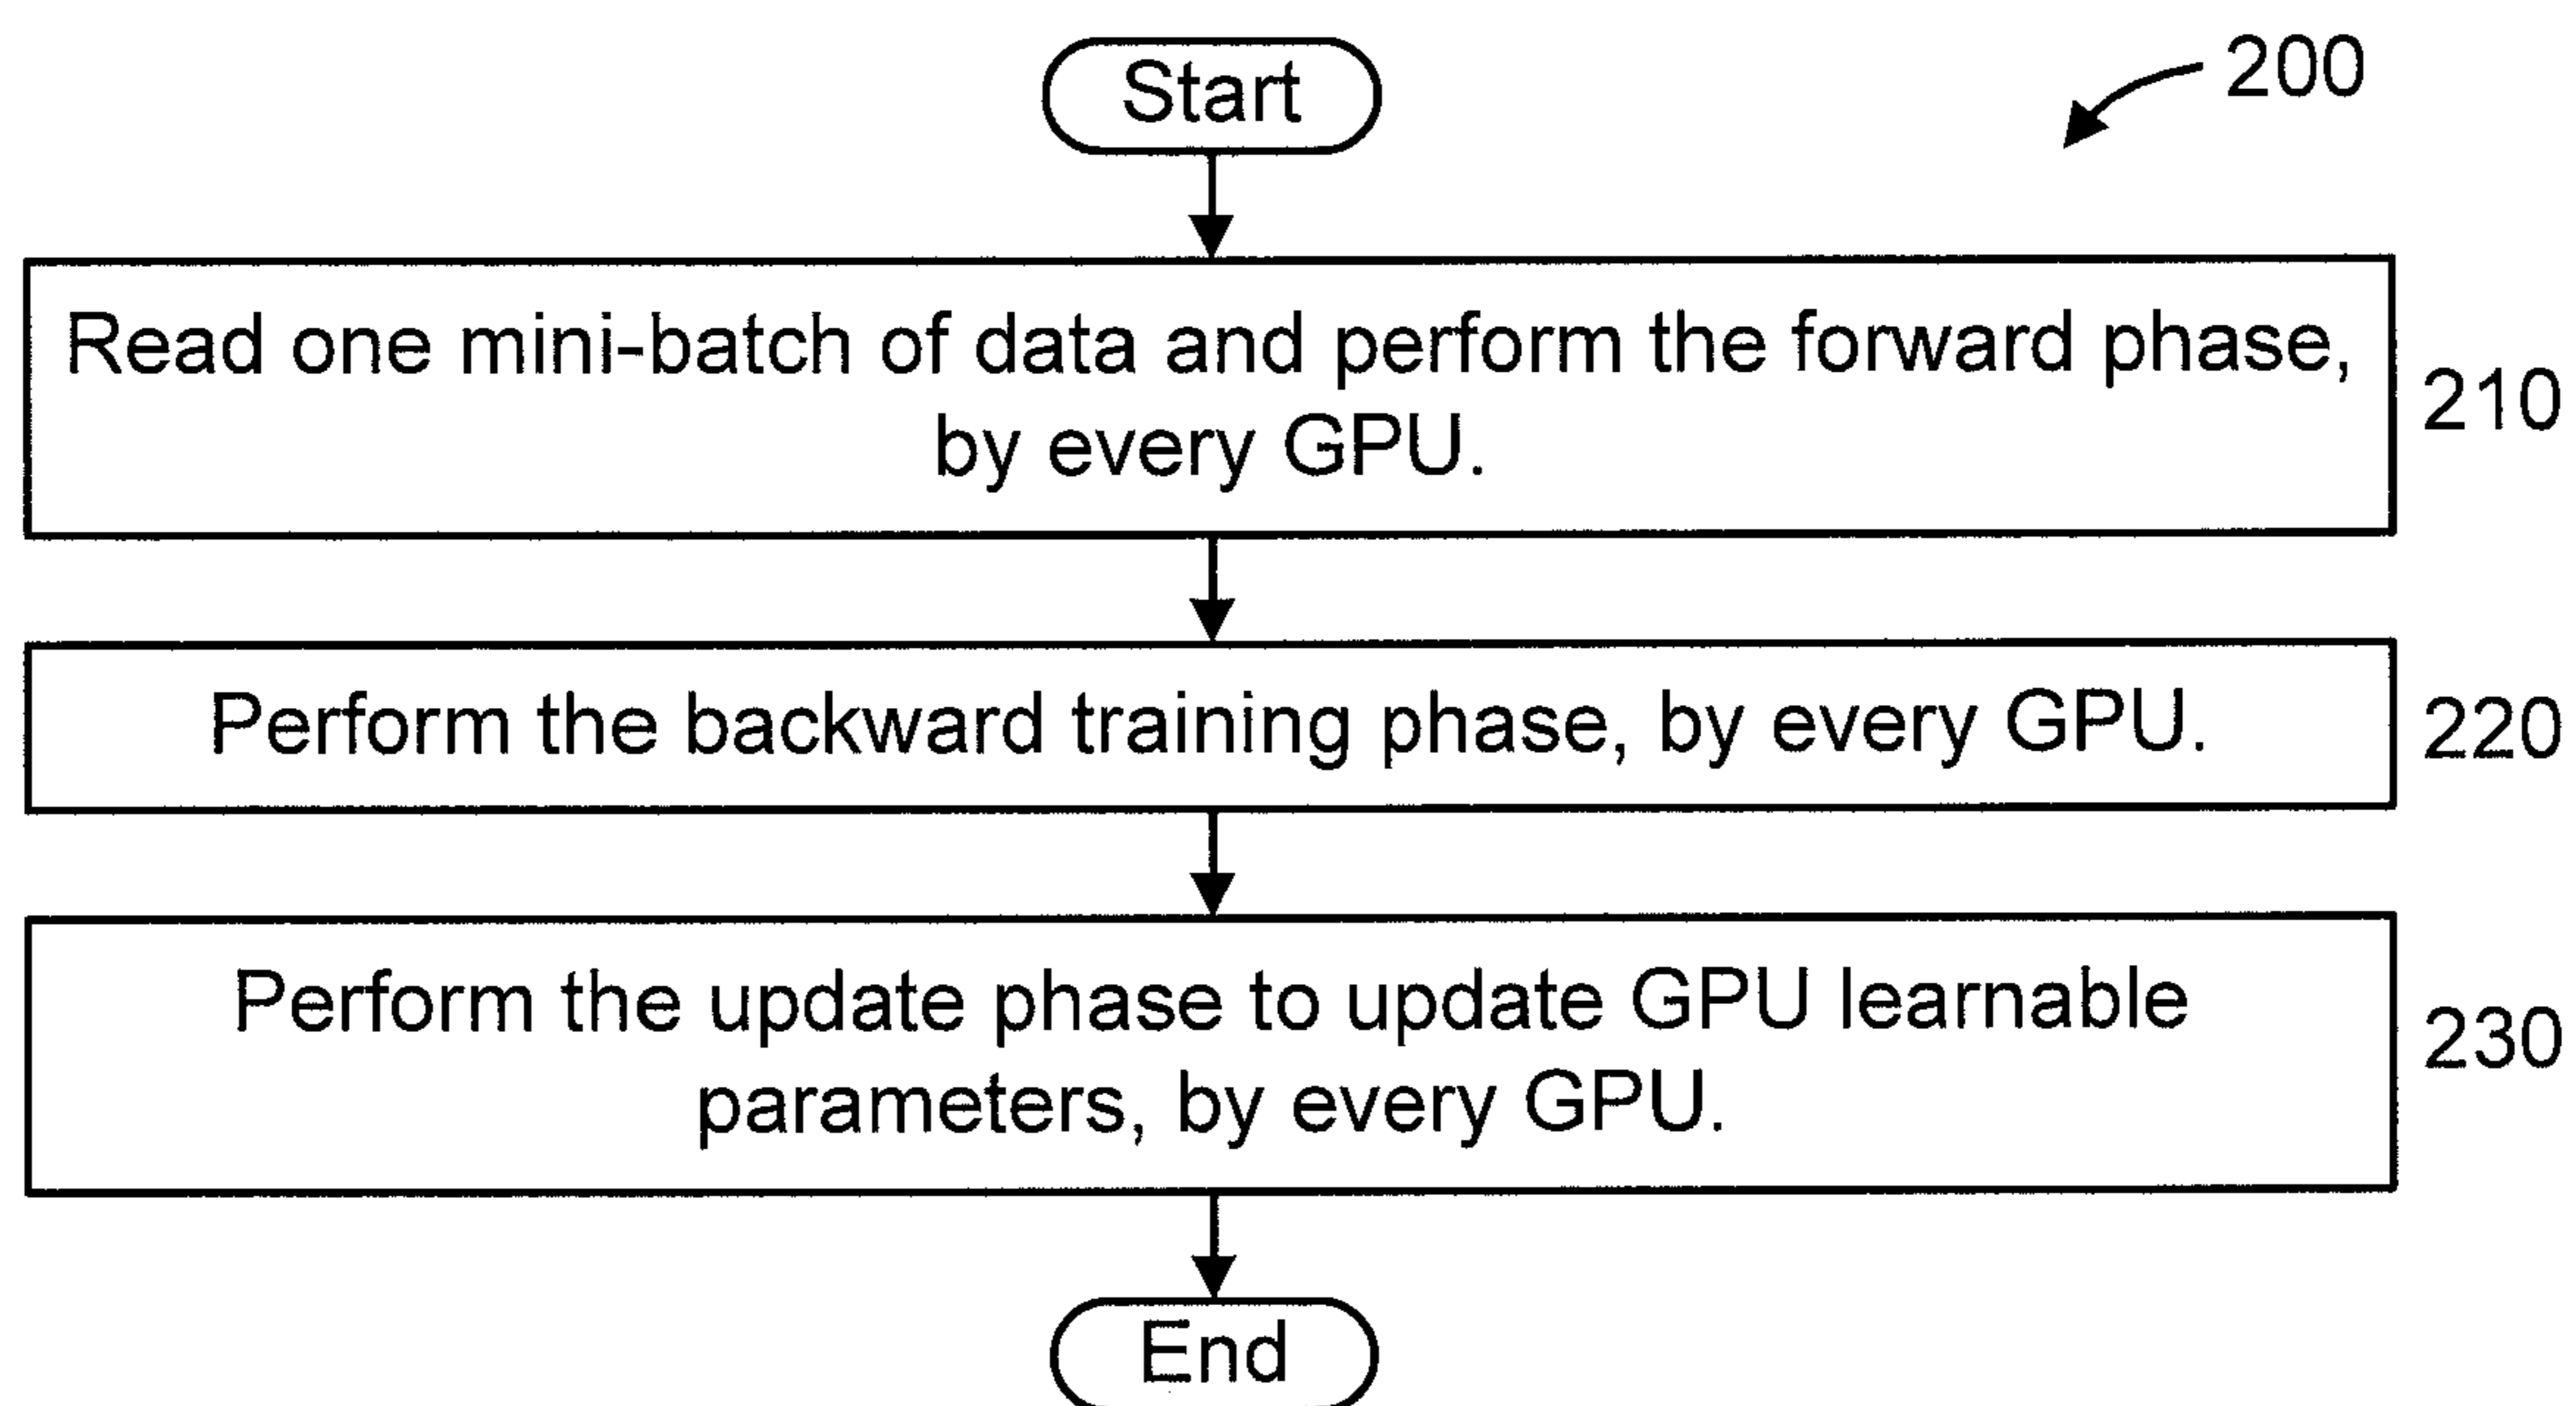 Start
200
Read one mini-batch of data and perform the forward phase,
by every GPU.
210
Perform the backward training phase, by every GPU.
220
Perform the update phase to update GPU learnable
parameters, by every GPU.
230
End